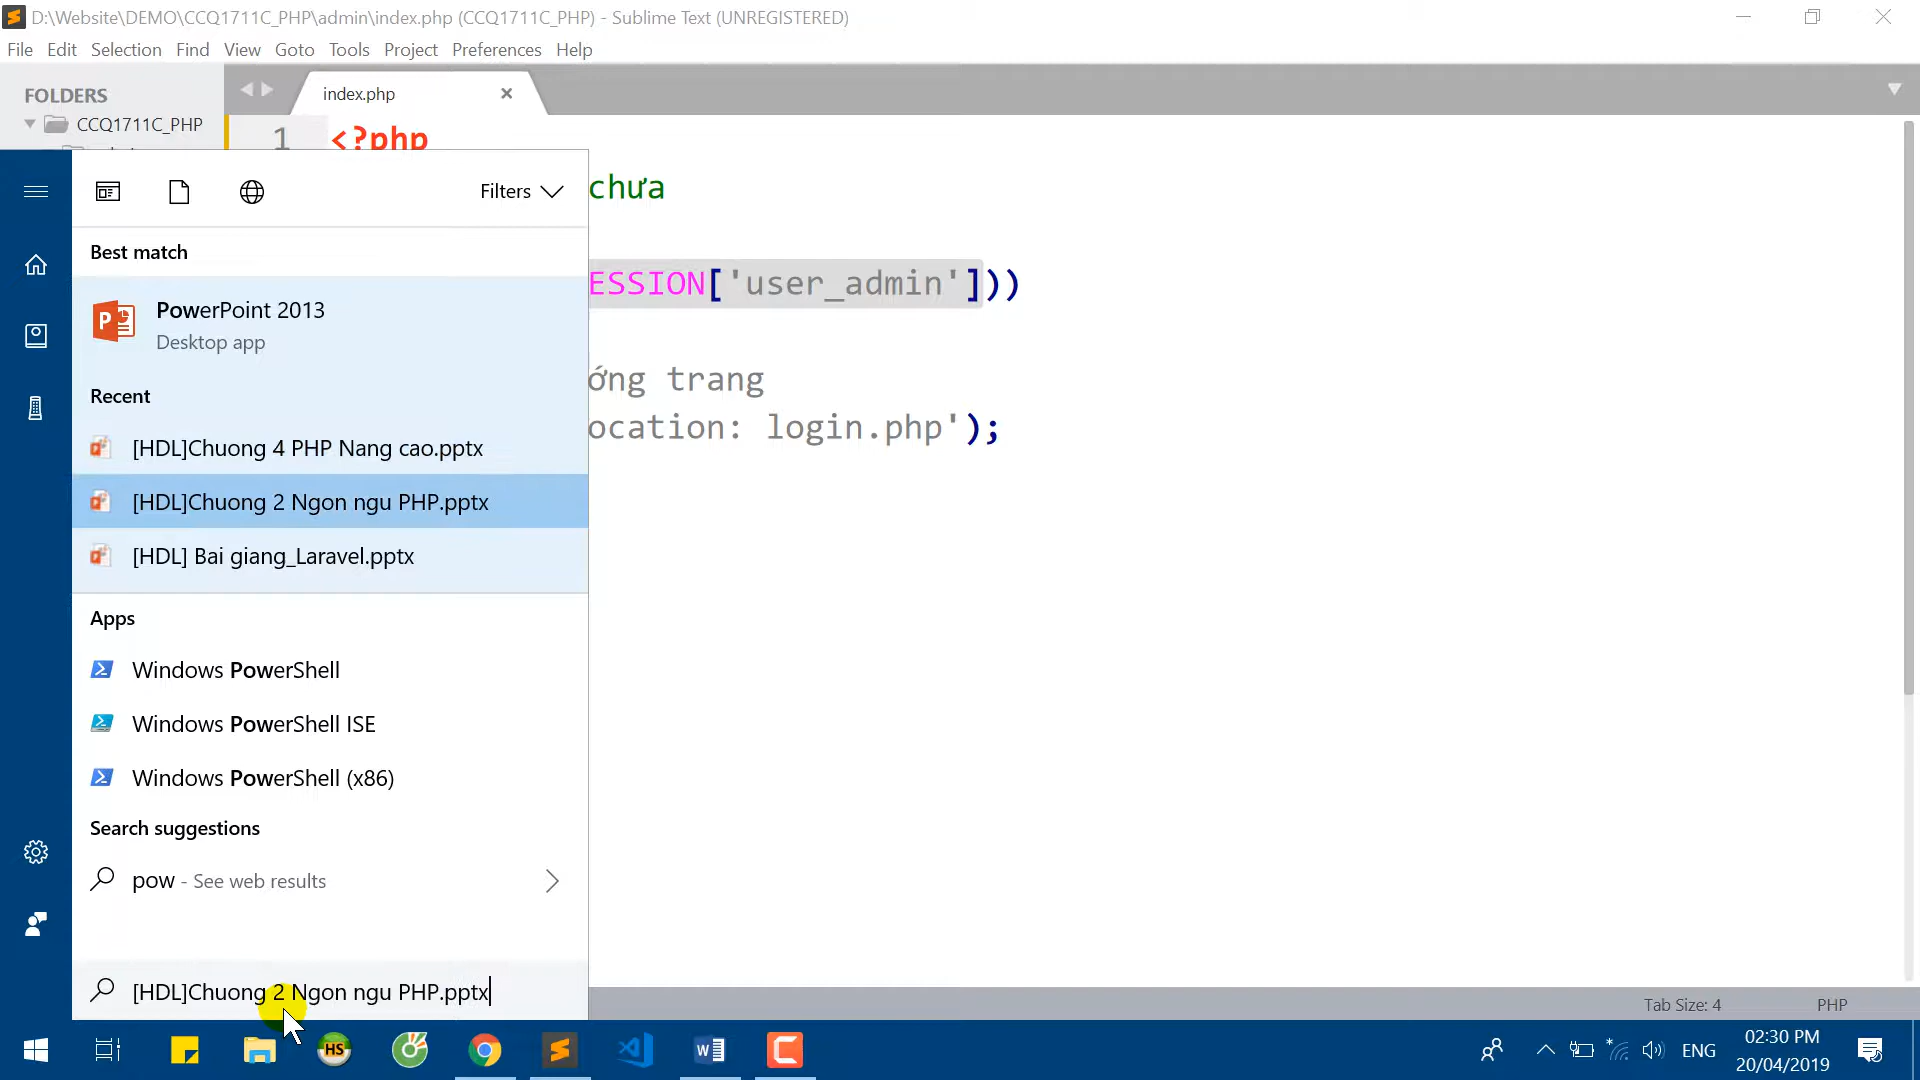 D:\Website\DEMO\CCQ1711C_PHP\admin\index.php (CCQ1711C_PHP) - Sublime Text (UNREGISTERED)
File Edit Selection Find View Goto Tools Project Preferences Help
FOLDERS
CCQ1711C_PHP
index.php
1 <?php
chưa
ESSION['user_admin']))
ớng trang
ocation: login.php');
Filters
Best match
PowerPoint 2013
Desktop app
Recent
[HDL]Chuong 4 PHP Nang cao.pptx
[HDL]Chuong 2 Ngon ngu PHP.pptx
[HDL] Bai giang_Laravel.pptx
Apps
Windows PowerShell
Windows PowerShell ISE
Windows PowerShell (x86)
Search suggestions
pow - See web results
[HDL]Chuong 2 Ngon ngu PHP.pptx
Tab Size: 4 PHP
HS
ENG
02:30 PM
20/04/2019